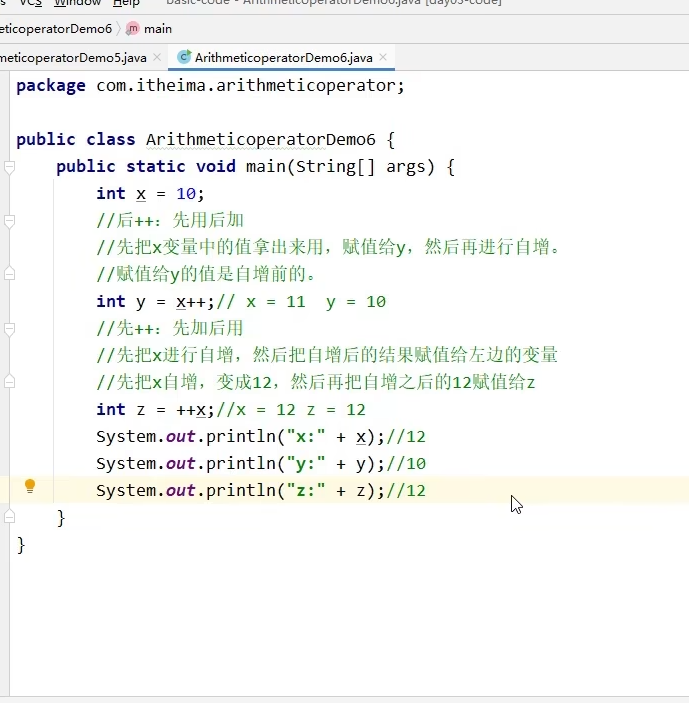 VCS Window Help basic-code - ArithmeticoperatorDemo6.java [day03-code]
eticoperatorDemo6 m main
meticoperatorDemo5.java × C ArithmeticoperatorDemo6.java ×
package com.itheima.arithmeticoperator;
public class ArithmeticoperatorDemo6 {
public static void main(String[] args) {
int x = 10;
//后++：先用后加
//先把x变量中的值拿出来用，赋值给y，然后再进行自增。
//赋值给y的值是自增前的。
int y = x++;// x = 11  y = 10
//先++：先加后用
//先把x进行自增，然后把自增后的结果赋值给左边的变量
//先把x自增，变成12，然后再把自增之后的12赋值给z
int z = ++x;//x = 12 z = 12
System.out.println("x:" + x);//12
System.out.println("y:" + y);//10
System.out.println("z:" + z);//12
}
}